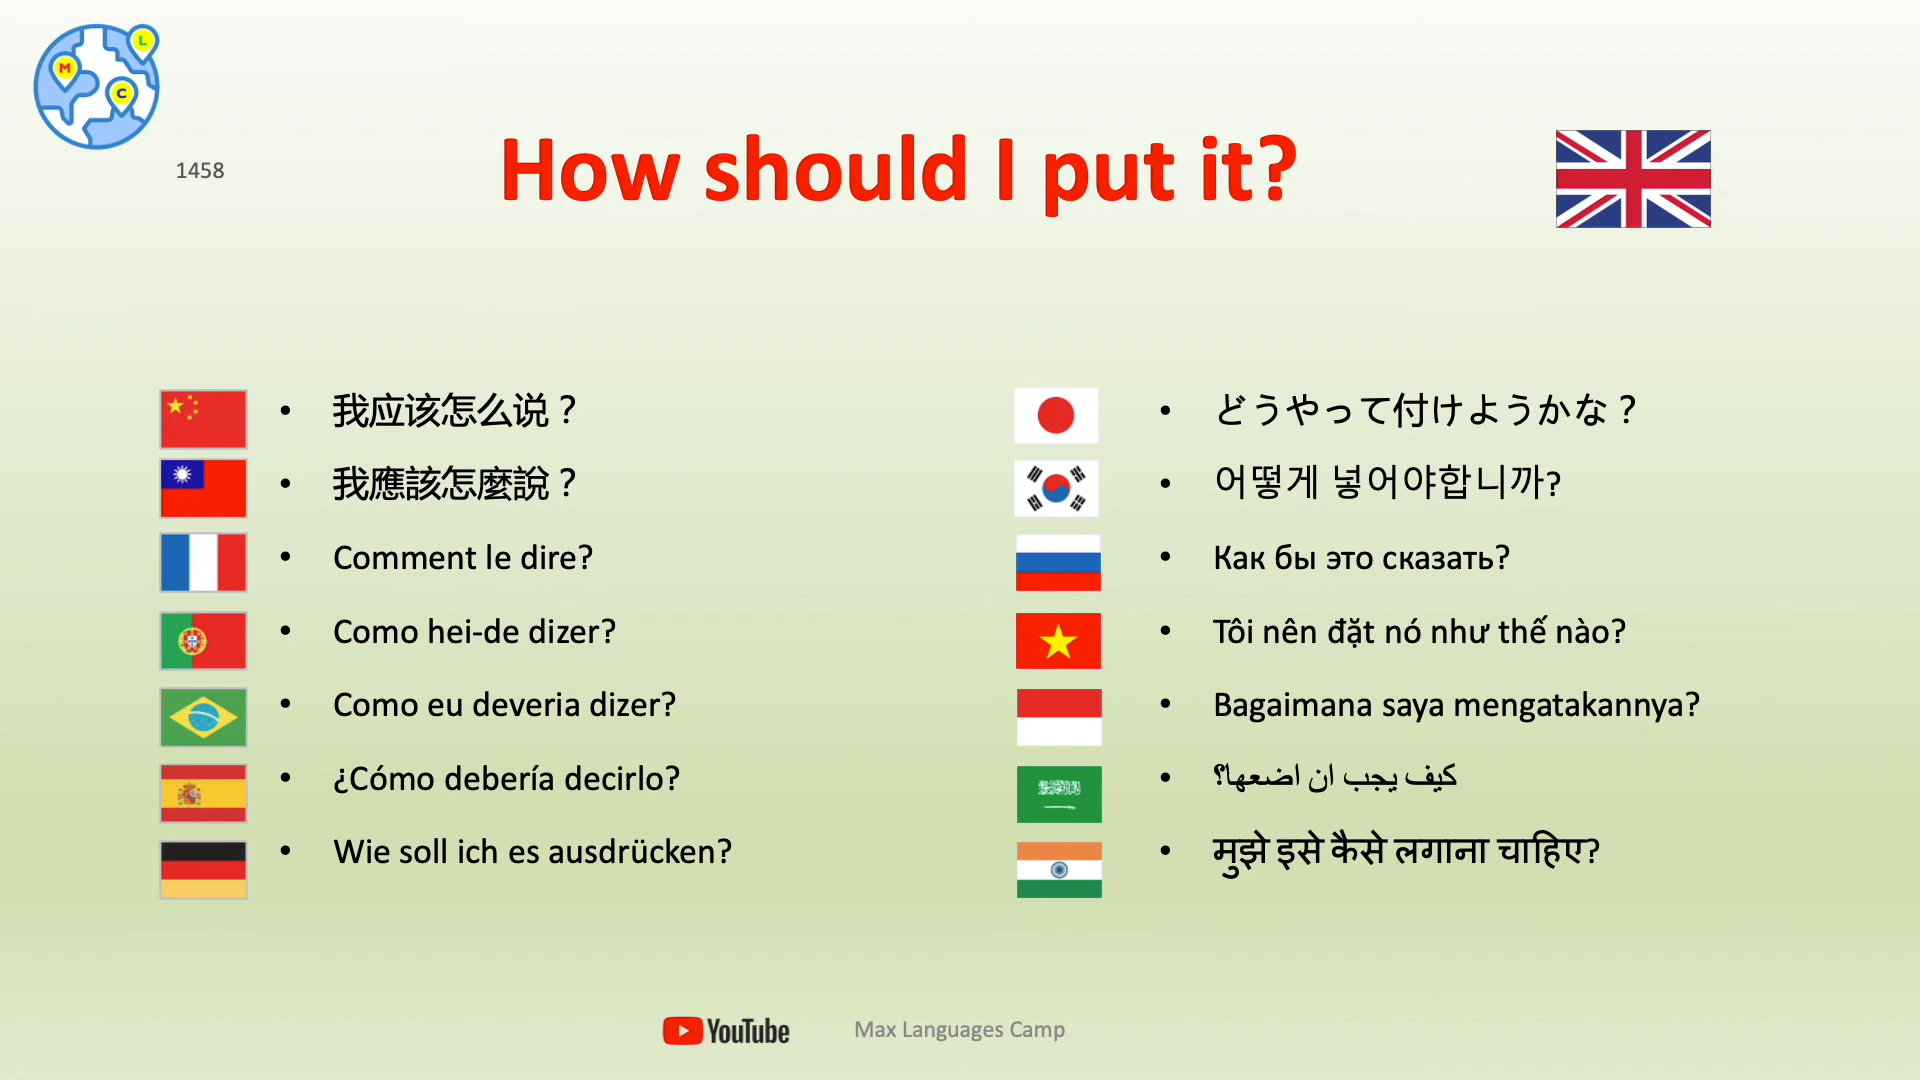 L
M
C
1458
How should I put it?
我应该怎么说？
我應該怎麼說？
Comment le dire?
Como hei-de dizer?
Como eu deveria dizer?
¿Cómo debería decirlo?
Wie soll ich es ausdrücken?
どうやって付けようかな？
어떻게 넣어야합니까?
Как бы это сказать?
Tôi nên đặt nó như thế nào?
Bagaimana saya mengatakannya?
كيف يجب ان اضعها؟
मुझे इसे कैसे लगाना चाहिए?
YouTube
Max Languages Camp